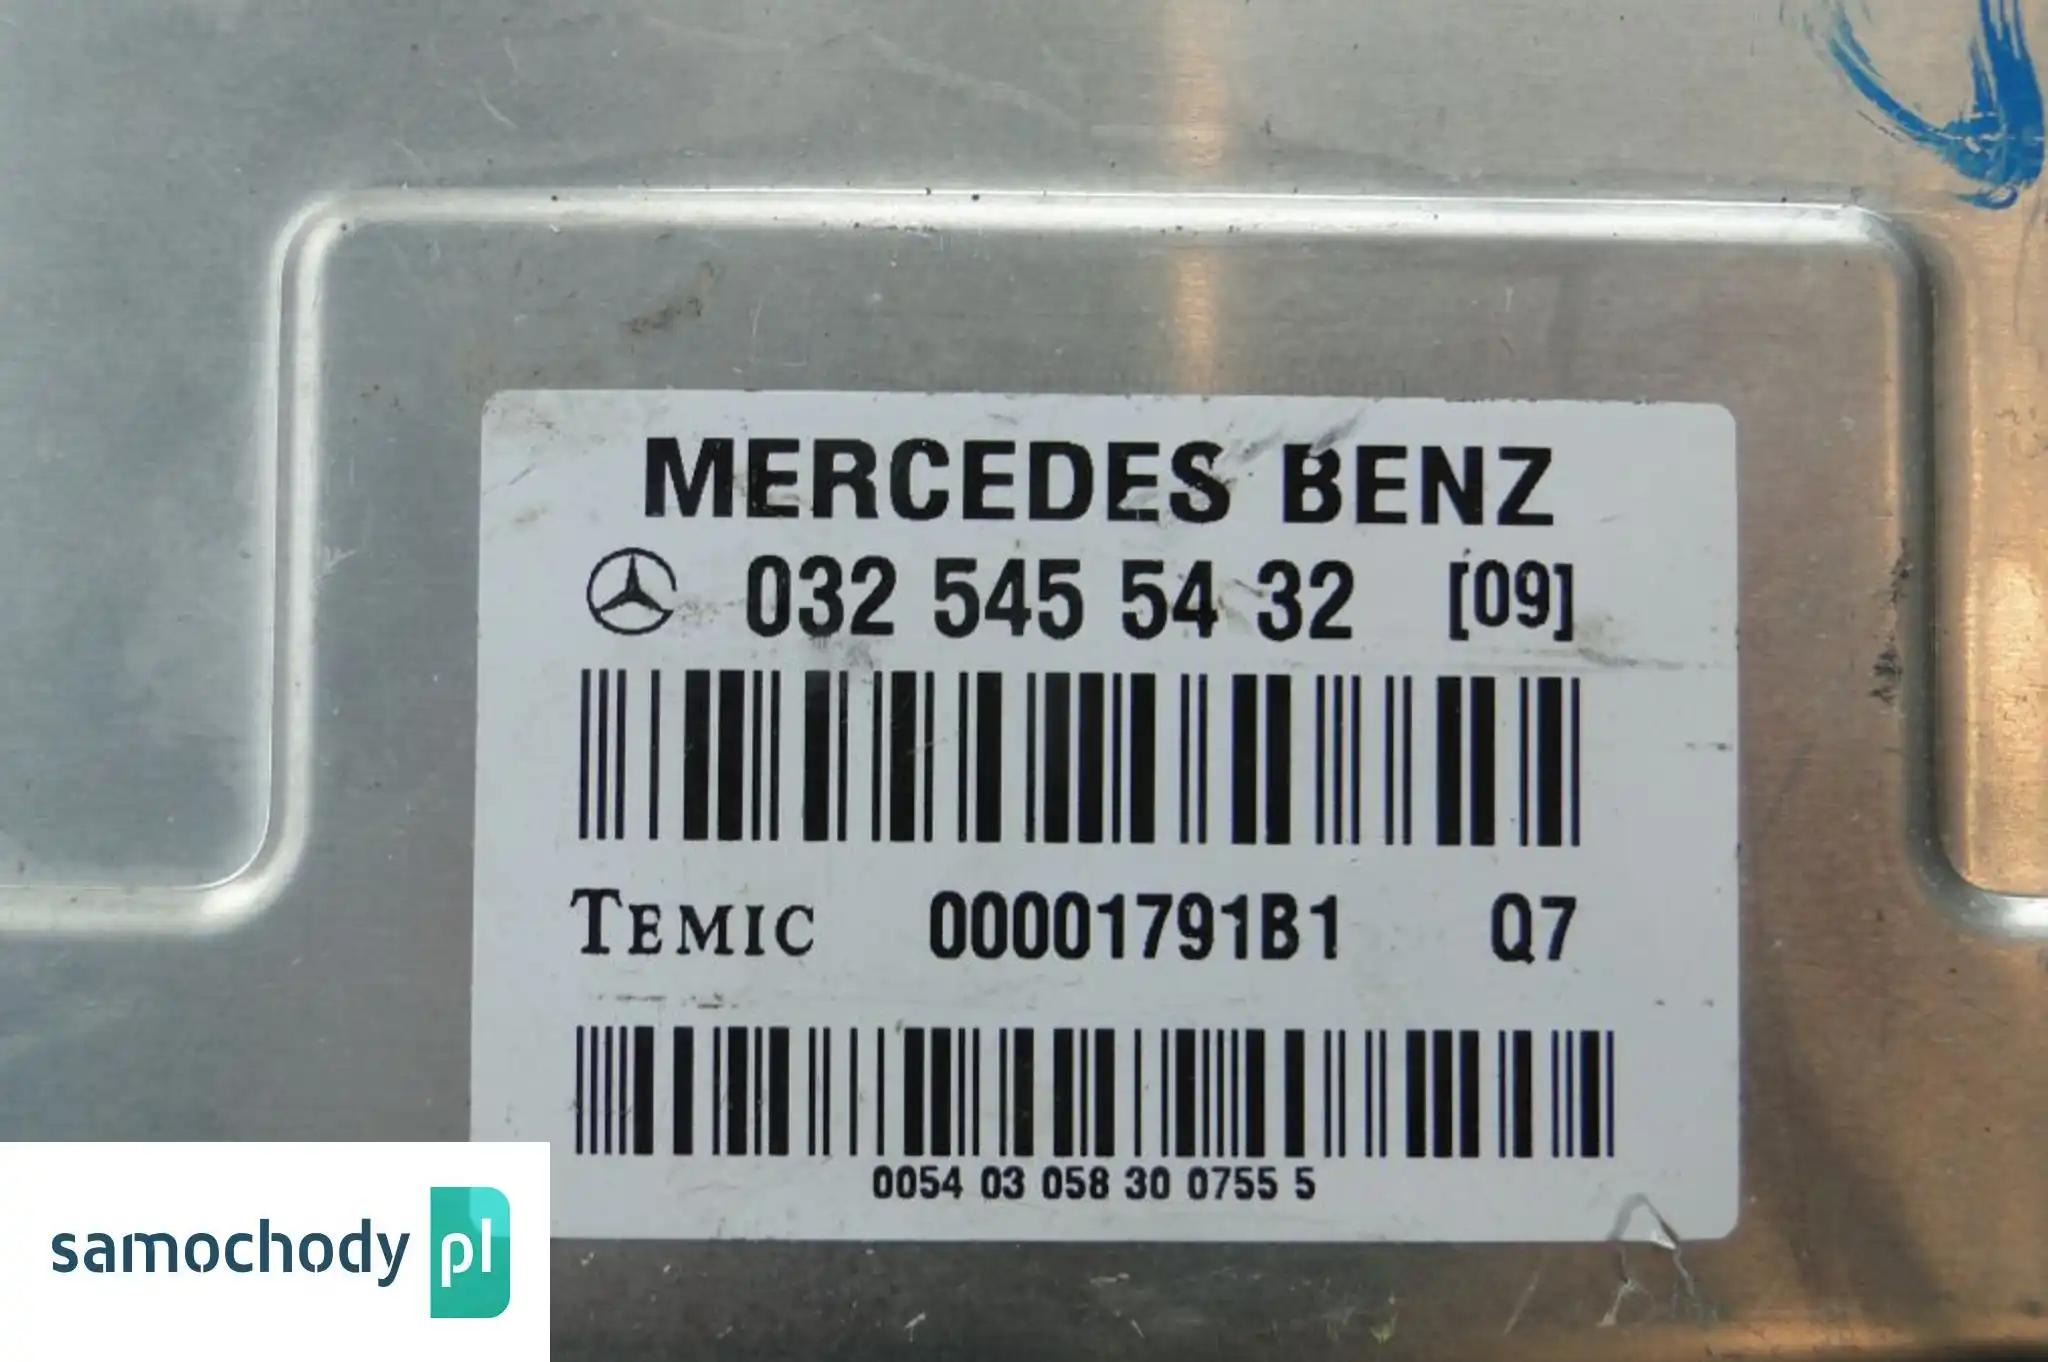 MERCEDES BENZ
032 545 54 32 [09]
TEMIC 00001791B1 Q7
0054 03 058 30 0755 5
samochody pl